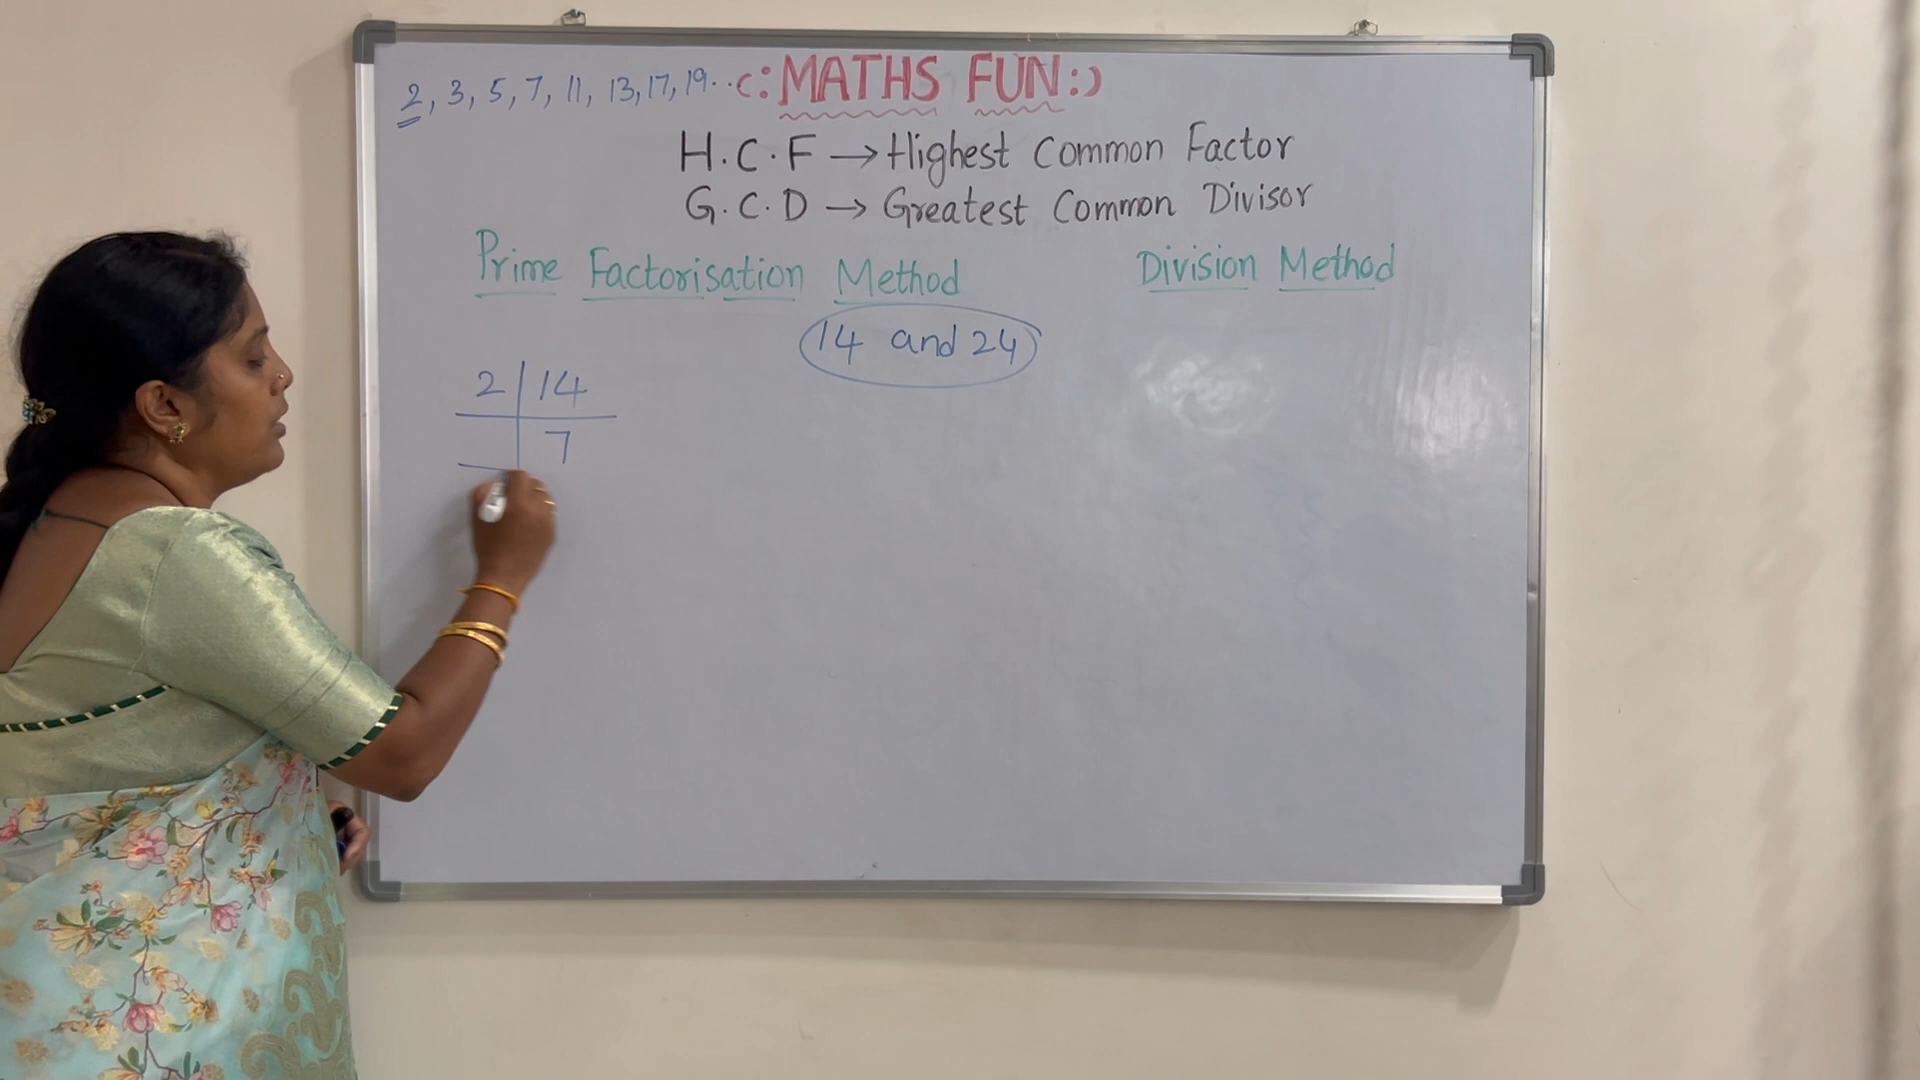 2, 3, 5, 7, 11, 13, 17, 19.. (: MATHS FUN :)
H.C.F → Highest Common Factor
G.C.D → Greatest Common Divisor
Prime Factorisation Method
Division Method
14 and 24
2 | 14
7